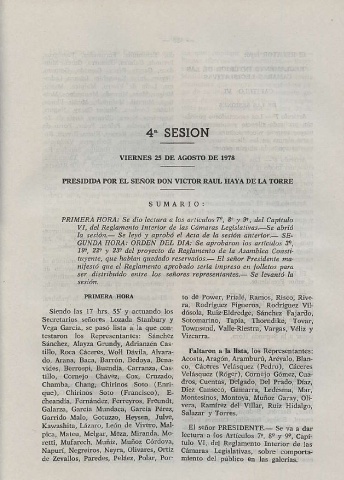 4ª SESION
VIERNES 25 DE AGOSTO DE 1978
PRESIDIDA POR EL SEÑOR DON VICTOR RAUL HAYA DE LA TORRE
SUMARIO:
PRIMERA HORA: Se dio lectura a los artículos 7º, 8º y 9º, del Capítulo
VI, del Reglamento Interior de las Cámaras Legislativas.—Se abrió
la sesión.— Se leyó y aprobó el Acta de la sesión anterior.— SE-
GUNDA HORA: ORDEN DEL DIA: Se aprobaron los artículos 3º,
19º, 22º y 23º del proyecto de Reglamento de la Asamblea Consti-
tuyente, que habían quedado reservados.— El señor Presidente ma-
nifestó que el Reglamento aprobado sería impreso en folletos para
ser distribuido entre los señores representantes.— Se levantó la
sesión.
PRIMERA HORA
Siendo las 17 hrs. 55' y actuando los
Secretarios señores Lozada Stanbury y
Vega García, se pasó lista a la que con-
testaron los Representantes: Sánchez
Sánchez, Alayza Grundy, Adrianzén Cas-
tillo, Roca Cáceres, Wolf Dávila, Alvara-
do, Arana, Baca, Barrón, Bedoya, Bena-
vides, Berrospi, Buendía, Carranza, Cas-
tillo, Cornejo Chávez, Cox, Cruzado,
Chamba, Chang, Chirinos Soto (Enri-
que), Chirinos Soto (Francisco), E-
cheandía, Fernández, Ferreyros, Freundt,
Galarza, García Mundaca, García Pérez,
Garrido Malo, Gotuzzo, Heysen, Julve,
Kawashita, Lázaro, León de Vivero, Mal-
pica, Mateu, Melgar, Meza, Miranda, Mo-
retti, Mufarech, Muñiz, Muñoz Córdova,
Napurí, Negreiros, Neyra, Olivares, Ortiz
de Zevallos, Paredes, Peláez, Polar, Por-
to de Power, Prialé, Ramos, Risco, Rive-
ra, Rodríguez Figueroa, Rodríguez Vil-
dósola, Ruiz-Eldredge, Sánchez Fajardo,
Sotomarino, Tapia, Thorndike, Tovar,
Townsend, Valle-Riestra, Vargas, Véliz y
Vizcarra.
Faltaron a la lista, los Representantes:
Acosta, Aragón, Aramburú, Arévalo, Blan-
co, Cáceres Velásquez (Pedro), Cáceres
Velásquez (Róger), Cornejo Gómez, Cua-
dros, Cuentas, Delgado, Del Prado, Díaz,
Díez Canseco, Gamarra, Ledesma, Mer,
Montesinos, Montoya, Muñoz Garay, Oli-
vera, Ramírez del Villar, Ruiz Hidalgo,
Salazar y Torres.
El señor PRESIDENTE.— Se va a dar
lectura a los Artículos 7º, 8º y 9º, Capí-
tulo VI, del Reglamento Interior de las
Cámaras Legislativas, sobre comporta-
miento del público en las galerías.